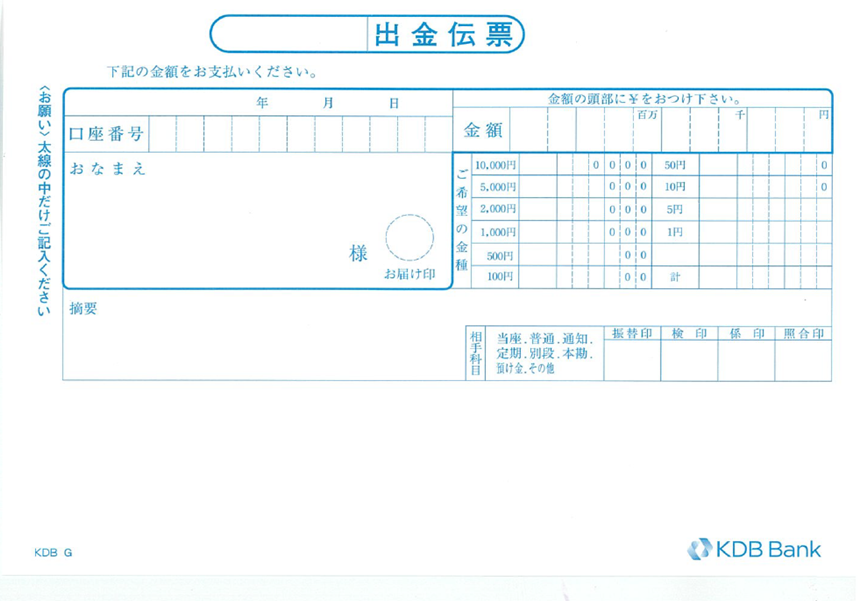 出金伝票
下記の金額をお支払いください。
〈お願い〉太線の中だけご記入ください
年 月 日
金額の頭部に¥をおつけ下さい。
口座番号
金額 百万 千 円
おなまえ
様
お届け印
ご希望の金種
10,000円 0 0 0 0 50円 0
5,000円 0 0 0 10円 0
2,000円 0 0 0 5円
1,000円 0 0 0 1円
500円 0 0
100円 0 0 計
摘要
相手科目
当座.普通.通知.
定期.別段.本勘.
預け金.その他
振替印 検印 係印 照合印
KDB G
KDB Bank